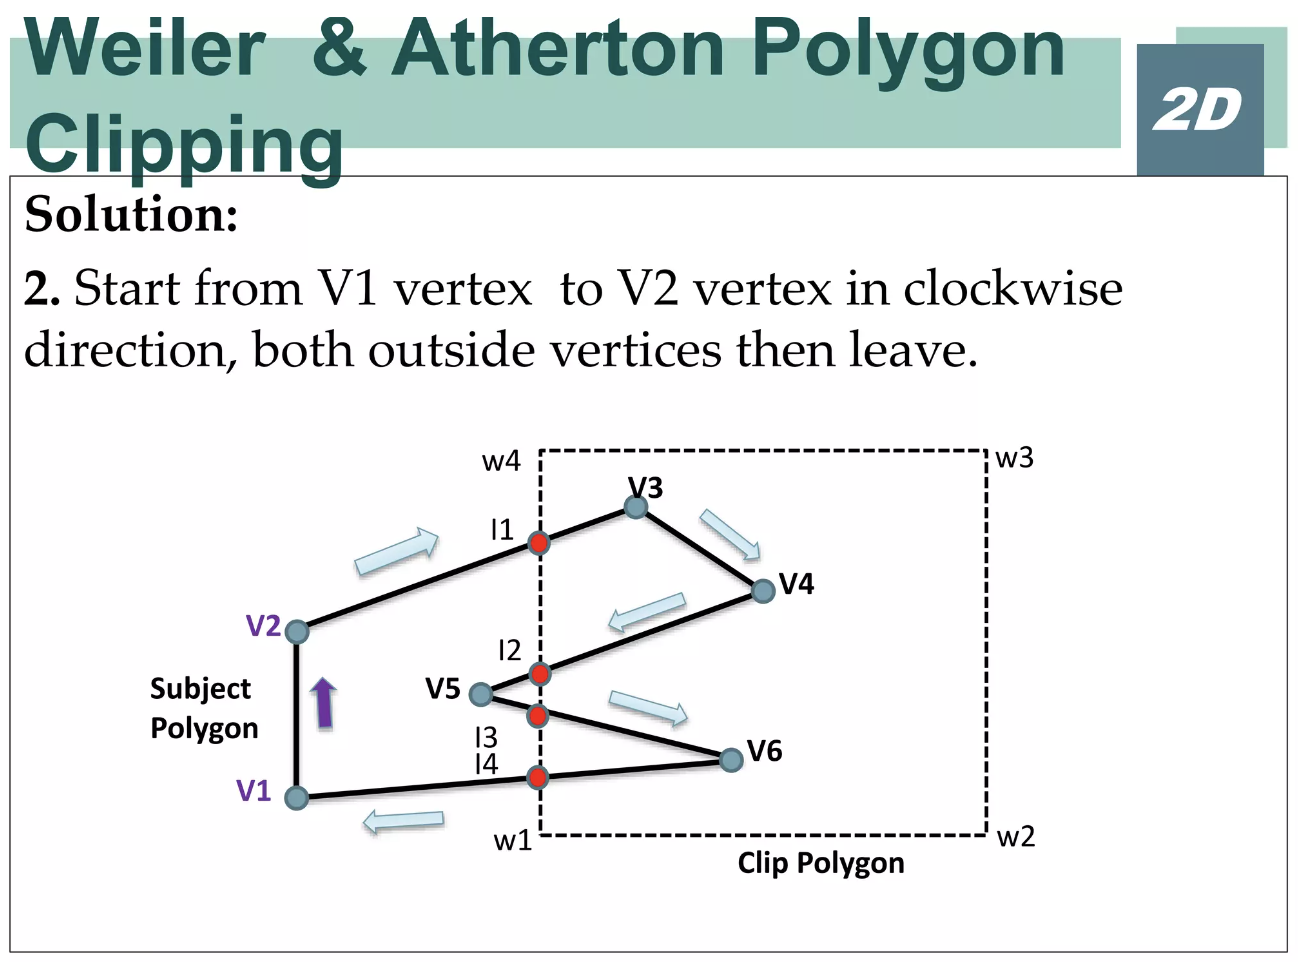 Weiler & Atherton Polygon
Clipping
2D
Solution:
2. Start from V1 vertex to V2 vertex in clockwise
direction, both outside vertices then leave.
w4
w3
V3
I1
V4
V2
I2
V5
Subject
Polygon
I3
V6
I4
V1
w1
w2
Clip Polygon